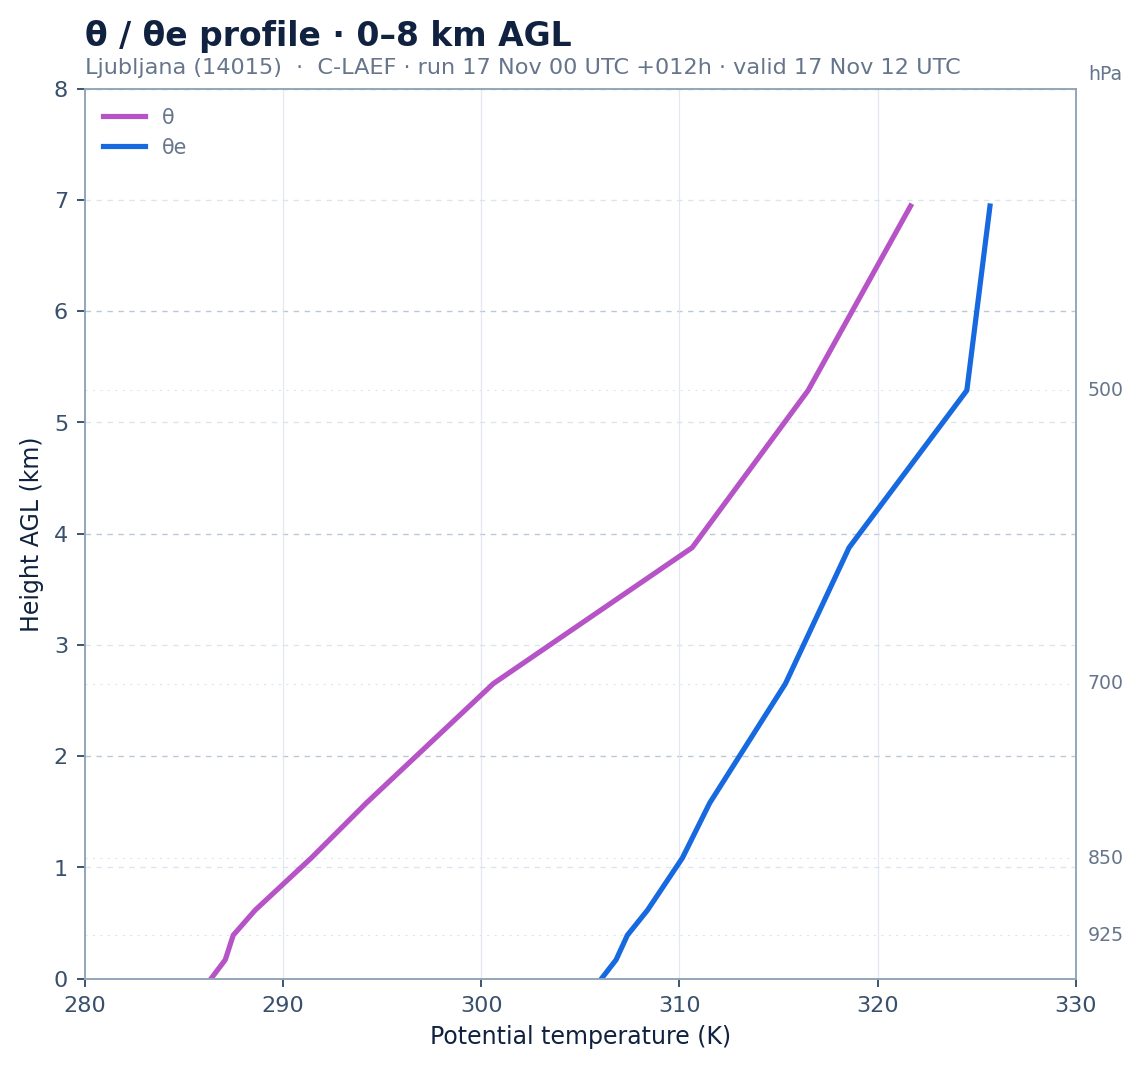 θ / θe profile · 0–8 km AGL
Ljubljana (14015)  ·  C-LAEF · run 17 Nov 00 UTC +012h · valid 17 Nov 12 UTC
hPa
θ
θe
8
7
6
5
4
3
2
1
0
500
700
850
925
Height AGL (km)
280 290 300 310 320 330
Potential temperature (K)